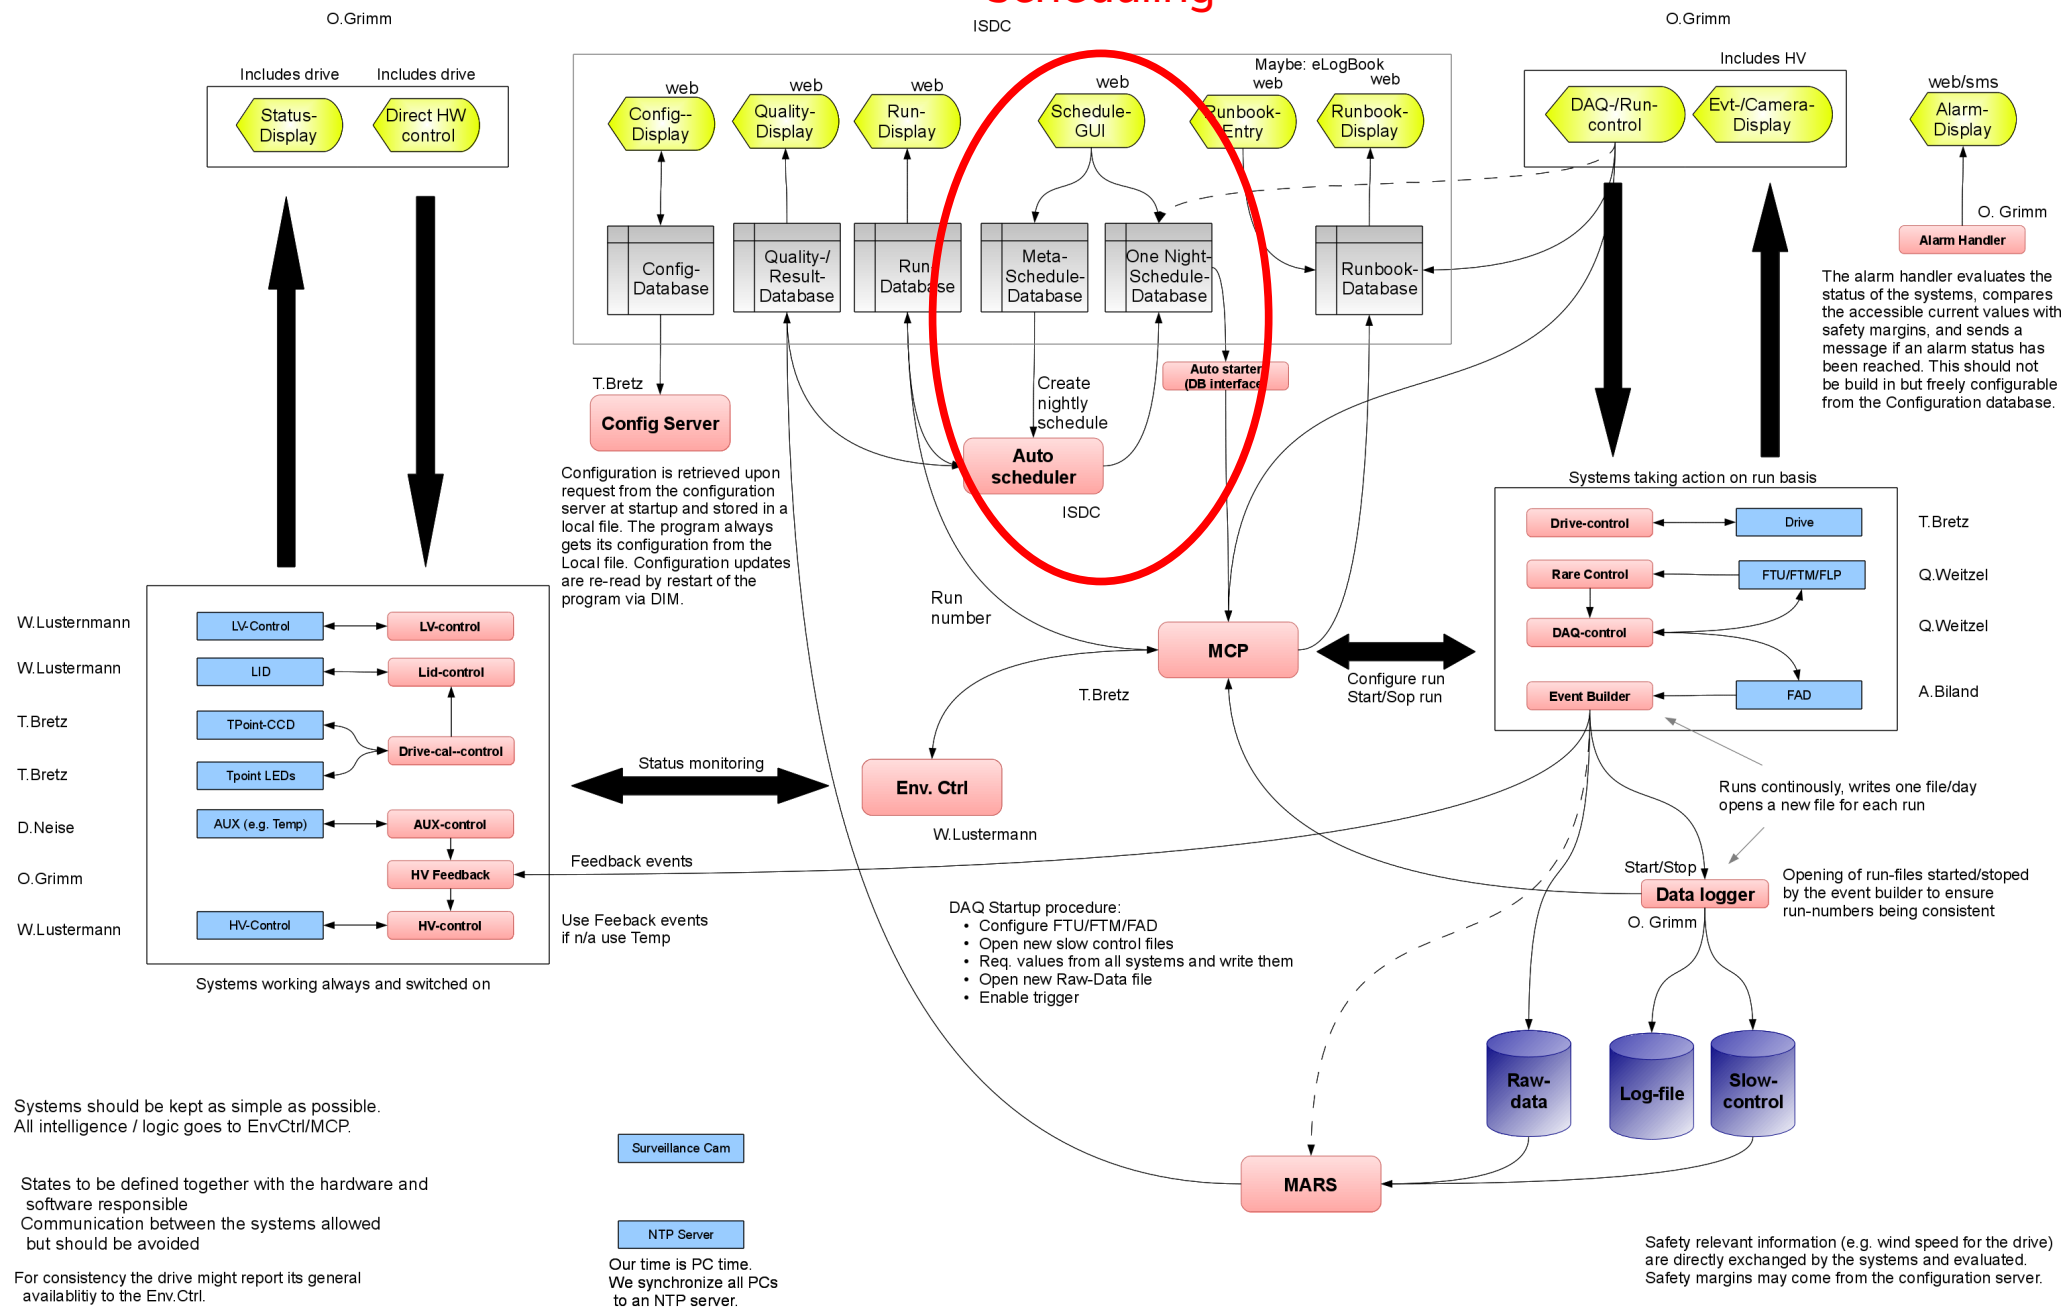 Scheduling
O.Grimm
ISDC
O.Grimm
Includes drive
Includes drive
Status-
Display
Direct HW
control
Maybe: eLogBook
web
web
web
web
web
web
Config--
Display
Quality-
Display
Run-
Display
Schedule-
GUI
Runbook-
Entry
Runbook-
Display
Includes HV
DAQ-/Run-
control
Evt-/Camera-
Display
web/sms
Alarm-
Display
O. Grimm
Alarm Handler
The alarm handler evaluates the
status of the systems, compares
the accessible current values with
safety margins, and sends a
message if an alarm status has
been reached. This should not
be build in but freely configurable
from the Configuration database.
Config-
Database
Quality-/
Result-
Database
Run-
Database
Meta-
Schedule-
Database
One Night-
Schedule-
Database
Runbook-
Database
T.Bretz
Config Server
Configuration is retrieved upon
request from the configuration
server at startup and stored in a
local file. The program always
gets its configuration from the
Local file. Configuration updates
are re-read by restart of the
program via DIM.
Create
nightly
schedule
Auto starter
(DB interface)
Auto
scheduler
ISDC
Run
number
MCP
T.Bretz
Configure run
Start/Sop run
Systems taking action on run basis
Drive-control
Drive
T.Bretz
Rare Control
FTU/FTM/FLP
Q.Weitzel
DAQ-control
Q.Weitzel
Event Builder
FAD
A.Biland
W.Lusternmann
LV-Control
LV-control
W.Lustermann
LID
Lid-control
T.Bretz
TPoint-CCD
Drive-cal--control
T.Bretz
Tpoint LEDs
D.Neise
AUX (e.g. Temp)
AUX-control
O.Grimm
HV Feedback
W.Lustermann
HV-Control
HV-control
Systems working always and switched on
Status monitoring
Env. Ctrl
W.Lustermann
Feedback events
Use Feeback events
if n/a use Temp
Runs continously, writes one file/day
opens a new file for each run
Start/Stop
Data logger
O. Grimm
Opening of run-files started/stoped
by the event builder to ensure
run-numbers being consistent
DAQ Startup procedure:
• Configure FTU/FTM/FAD
• Open new slow control files
• Req. values from all systems and write them
• Open new Raw-Data file
• Enable trigger
Raw-
data
Log-file
Slow-
control
MARS
Systems should be kept as simple as possible.
All intelligence / logic goes to EnvCtrl/MCP.
States to be defined together with the hardware and
software responsible
Communication between the systems allowed
but should be avoided
For consistency the drive might report its general
availablitiy to the Env.Ctrl.
Surveillance Cam
NTP Server
Our time is PC time.
We synchronize all PCs
to an NTP server.
Safety relevant information (e.g. wind speed for the drive)
are directly exchanged by the systems and evaluated.
Safety margins may come from the configuration server.